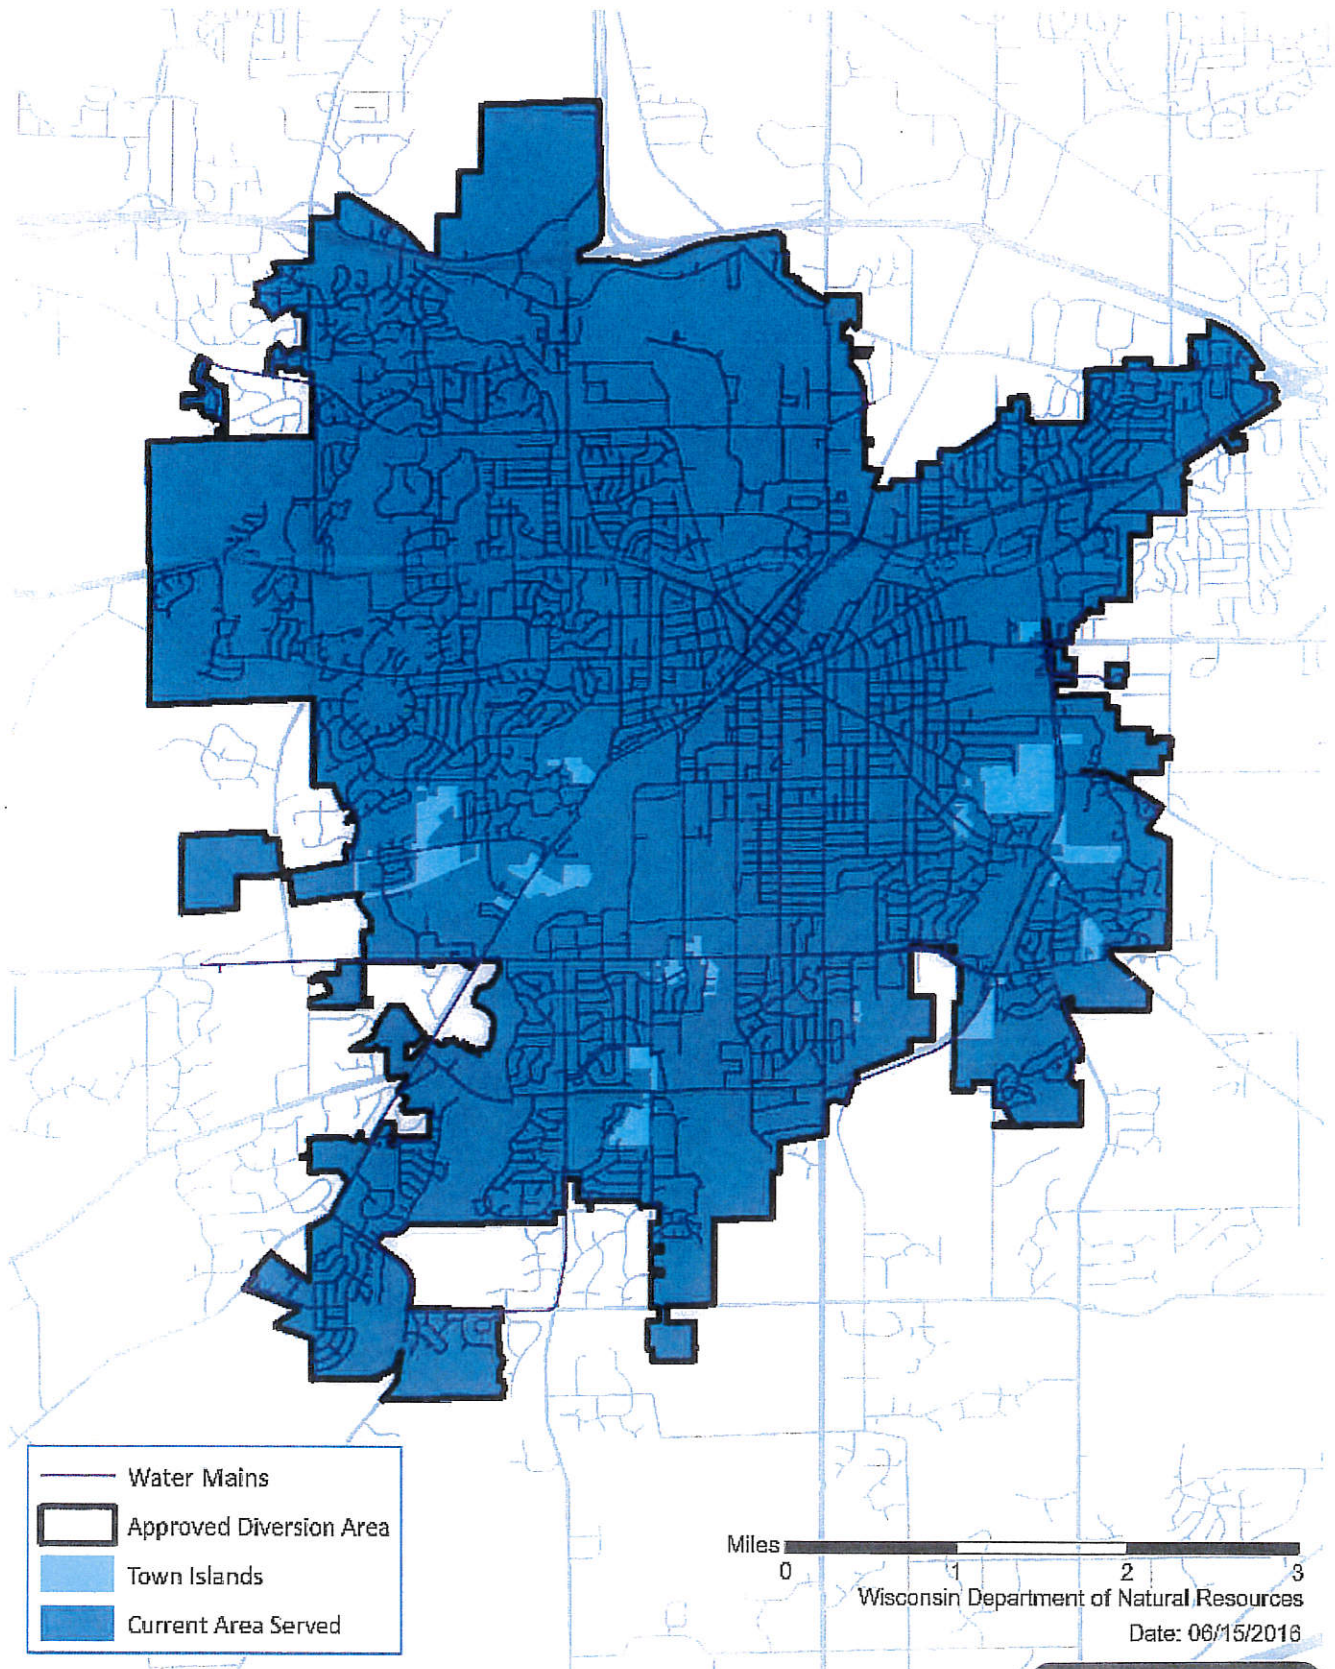 Water Mains
Approved Diversion Area
Town Islands
Current Area Served
Miles
0 1 2 3
Wisconsin Department of Natural Resources
Date: 06/15/2016